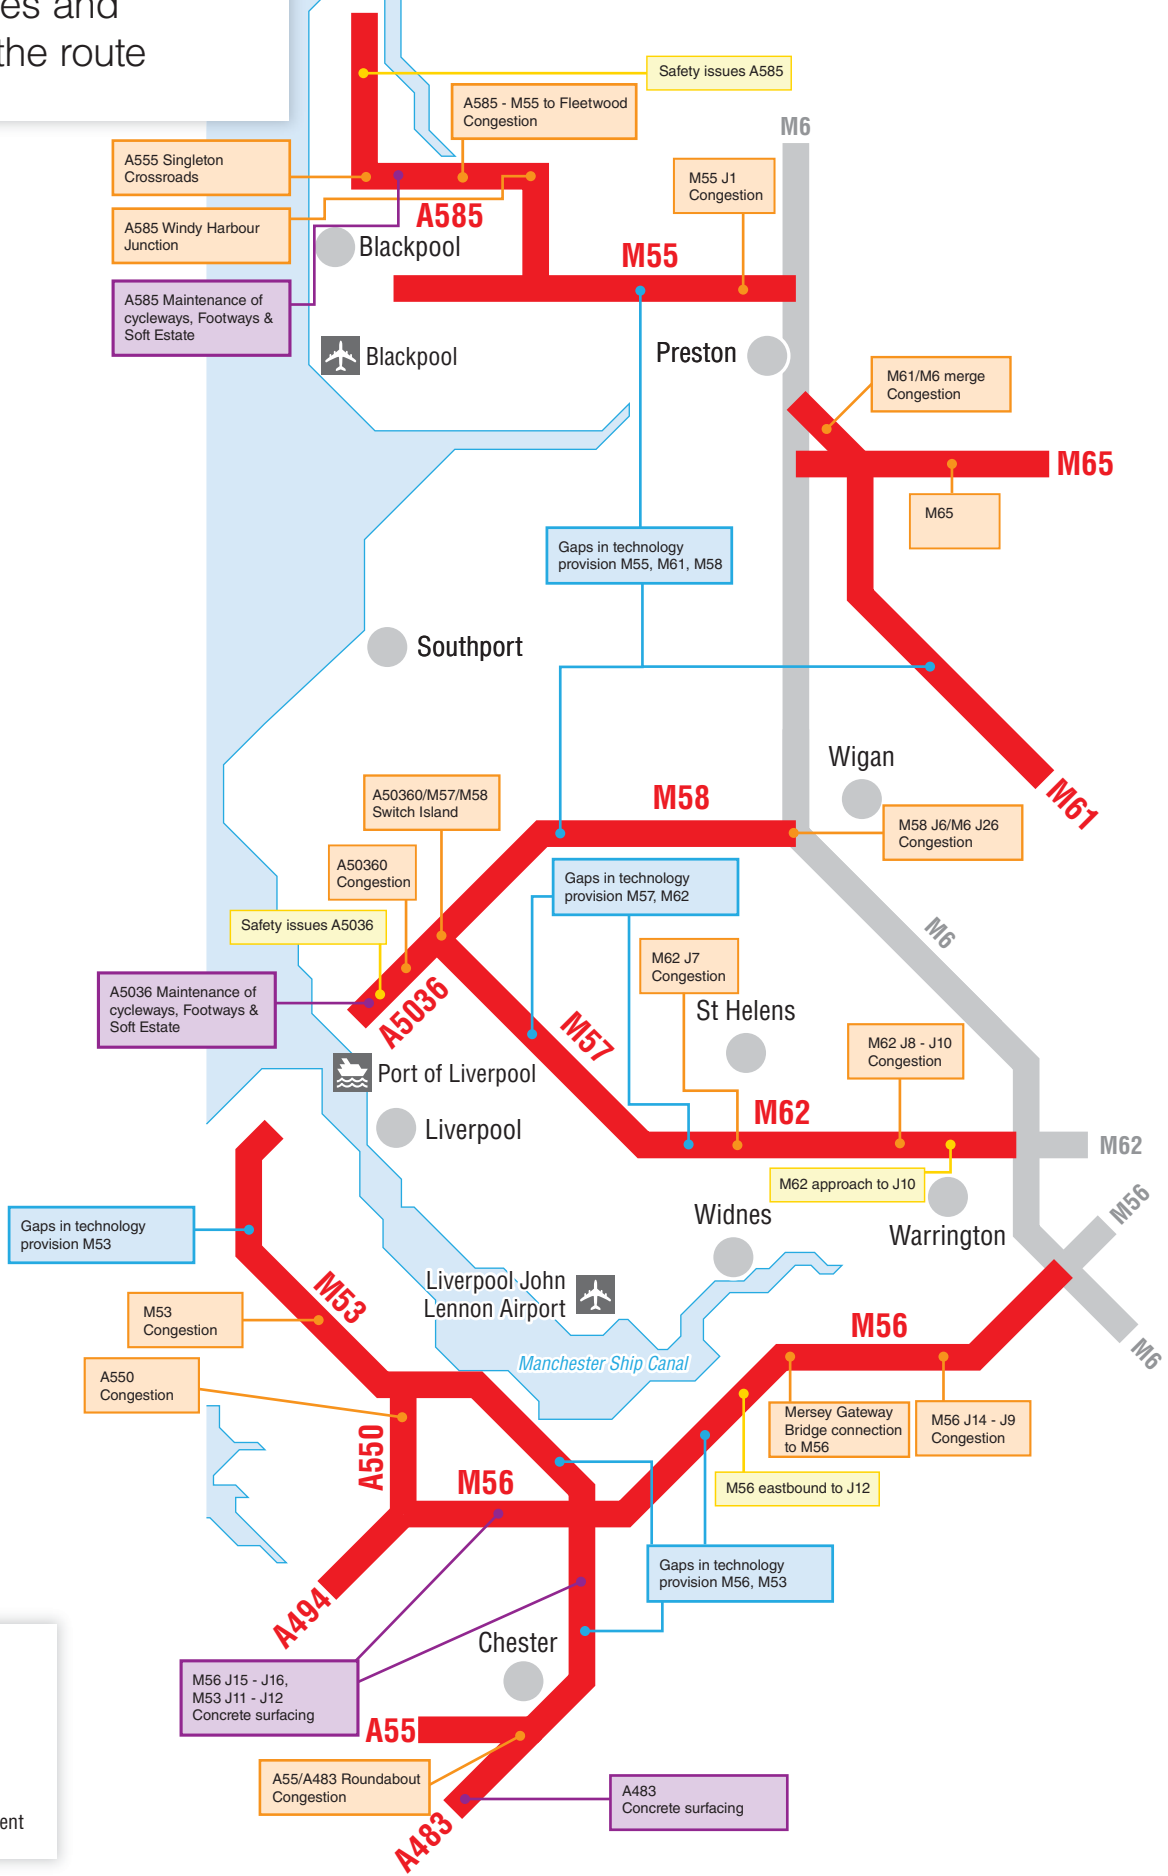 es and
the route
Safety issues A585
A585 - M55 to Fleetwood
Congestion
M6
A555 Singleton
Crossroads
M55 J1
Congestion
A585 Windy Harbour
Junction
A585
Blackpool
M55
A585 Maintenance of
cycleways, Footways &
Soft Estate
Blackpool
Preston
M61/M6 merge
Congestion
M65
M65
Gaps in technology
provision M55, M61, M58
Southport
Wigan
M61
A50360/M57/M58
Switch Island
M58
M58 J6/M6 J26
Congestion
A50360
Congestion
Gaps in technology
provision M57, M62
Safety issues A5036
M6
M62 J7
Congestion
A5036 Maintenance of
cycleways, Footways &
Soft Estate
A5036
M57
St Helens
M62 J8 - J10
Congestion
Port of Liverpool
M62
Liverpool
M62
M62 approach to J10
M56
Gaps in technology
provision M53
Widnes
Warrington
Liverpool John
Lennon Airport
M53
M53
Congestion
M56
M6
Manchester Ship Canal
A550
Congestion
Mersey Gateway
Bridge connection
to M56
M56 J14 - J9
Congestion
A550
M56
M56 eastbound to J12
Gaps in technology
provision M56, M53
A494
Chester
M56 J15 - J16,
M53 J11 - J12
Concrete surfacing
A55
A55/A483 Roundabout
Congestion
A483
Concrete surfacing
ent
A483